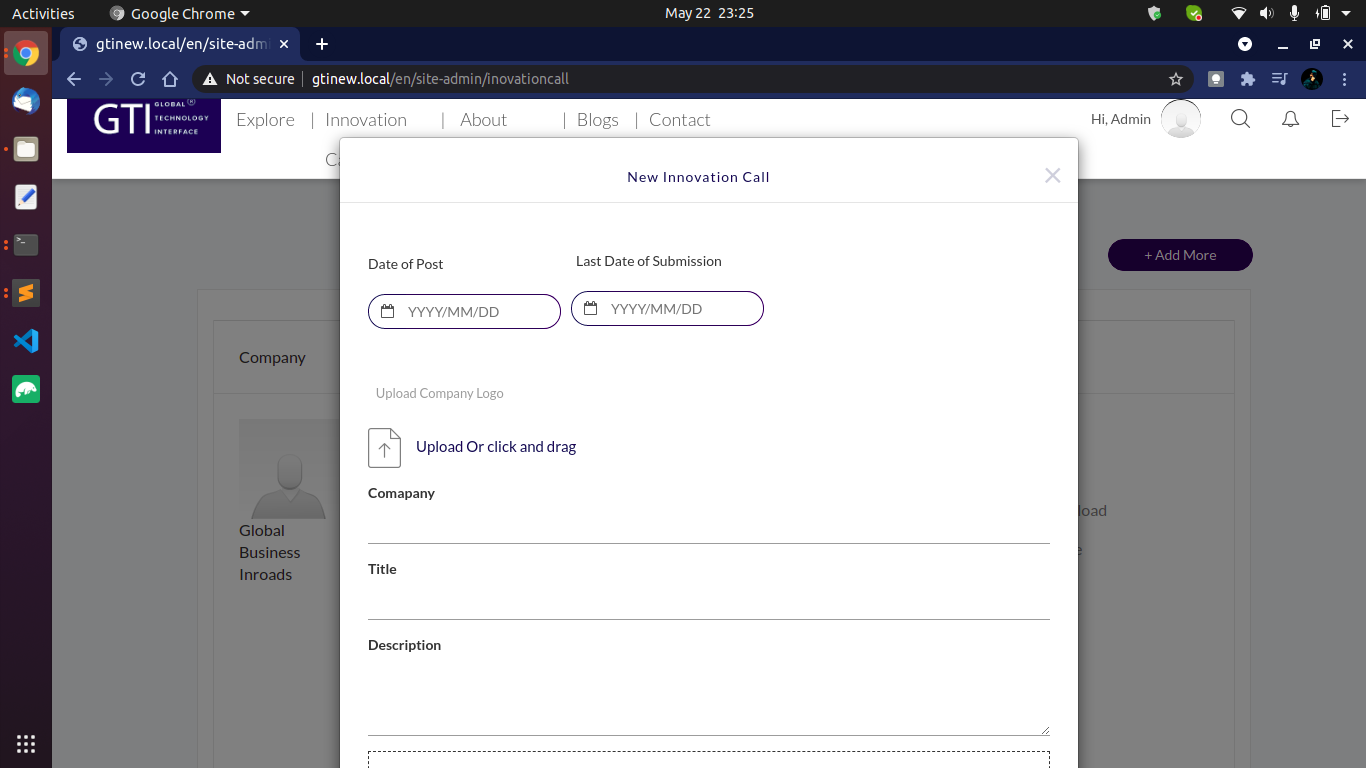 Activities
Google Chrome
May 22 23:25
gtinew.local/en/site-adm
Not secure
gtinew.local/en/site-admin/inovationcall
GTI GLOBAL ®
TECHNOLOGY
INTERFACE
Explore | Innovation | About | Blogs | Contact
Hi, Admin
New Innovation Call
Date of Post
Last Date of Submission
+ Add More
YYYY/MM/DD
YYYY/MM/DD
Company
Upload Company Logo
Upload Or click and drag
Comapany
Global
Business
Inroads
Title
Description